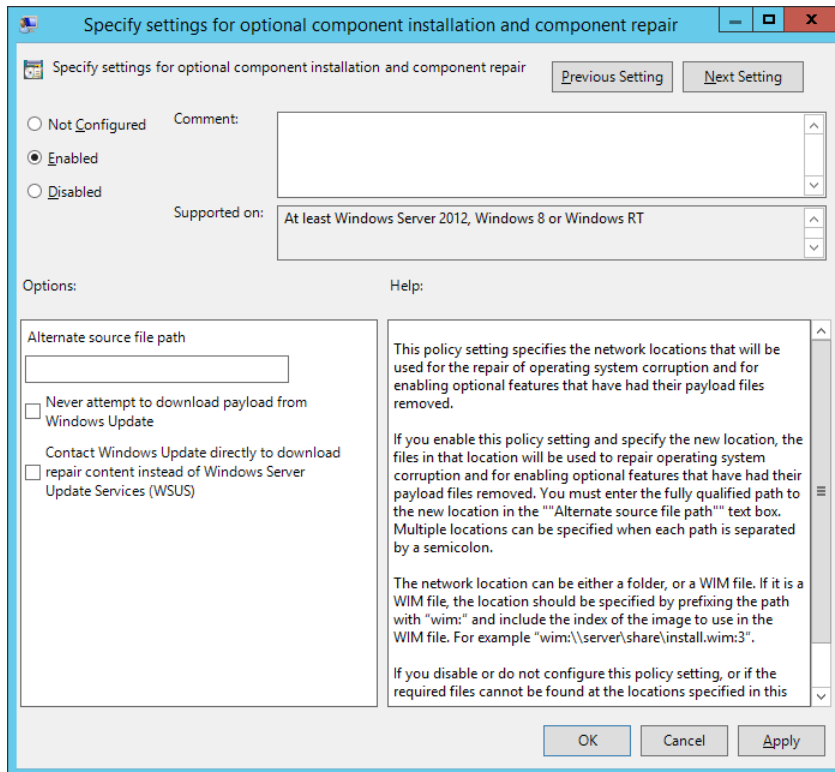 Specify settings for optional component installation and component repair
Specify settings for optional component installation and component repair
Previous Setting
Next Setting
Not Configured
Comment:
Enabled
Disabled
Supported on:
At least Windows Server 2012, Windows 8 or Windows RT
Options:
Help:
Alternate source file path
Never attempt to download payload from
Windows Update
Contact Windows Update directly to download
repair content instead of Windows Server
Update Services (WSUS)
This policy setting specifies the network locations that will be
used for the repair of operating system corruption and for
enabling optional features that have had their payload files
removed.
If you enable this policy setting and specify the new location, the
files in that location will be used to repair operating system
corruption and for enabling optional features that have had their
payload files removed. You must enter the fully qualified path to
the new location in the ""Alternate source file path"" text box.
Multiple locations can be specified when each path is separated
by a semicolon.
The network location can be either a folder, or a WIM file. If it is a
WIM file, the location should be specified by prefixing the path
with “wim:” and include the index of the image to use in the
WIM file. For example “wim:\\server\share\install.wim:3”.
If you disable or do not configure this policy setting, or if the
required files cannot be found at the locations specified in this
OK
Cancel
Apply